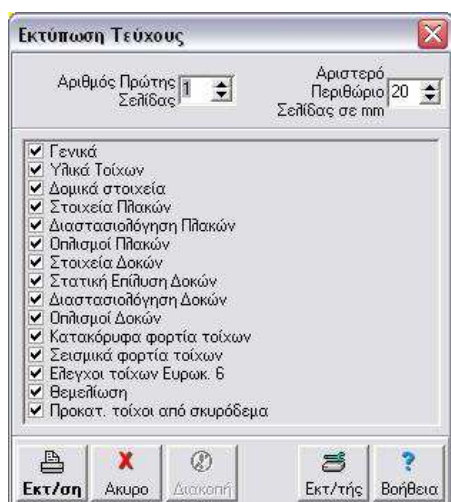 Εκτύπωση Τεύχους
Αριθμός Πρώτης
Σελίδας
1
Αριστερό
Περιθώριο
Σελίδας σε mm
20
Γενικά
Υλικά Τοίχων
Δομικά στοιχεία
Στοιχεία Πλακών
Διαστασιολόγηση Πλακών
Οπλισμοί Πλακών
Στοιχεία Δοκών
Στατική Επίλυση Δοκών
Διαστασιολόγηση Δοκών
Οπλισμοί Δοκών
Κατακόρυφα φορτία τοίχων
Σεισμικά φορτία τοίχων
Ελεγχοι τοίχων Ευρωκ. 6
Θεμελίωση
Προκατ. τοίχοι από σκυρόδεμα
Εκτ/ση Ακυρο Διακοπή Εκτ/τής Βοήθεια